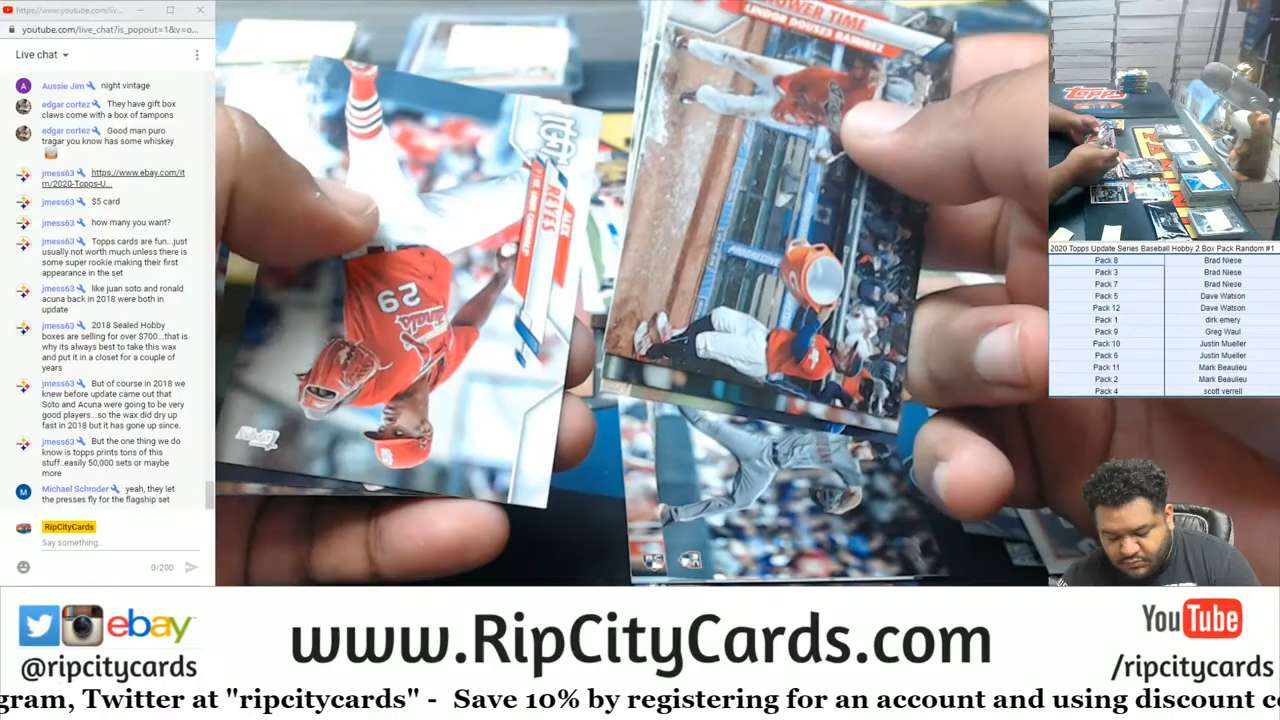 https://www.youtube.com/liv...
youtube.com/live_chat?is_popout=1&v=o...
Live chat
A
Aussie Jim night vintage
edgar cortez They have gift box
claws come with a box of tampons
edgar cortez Good man puro
tragar you know has some whiskey
jmess63 https://www.ebay.com/it
m/2020-Topps-U...
jmess63 $5 card
jmess63 how many you want?
jmess63 Topps cards are fun...just
usually not worth much unless there is
some super rookie making their first
appearance in the set
jmess63 like juan soto and ronald
acuna back in 2018 were both in
update
jmess63 2018 Sealed Hobby
boxes are selling for over $700...that is
why its always best to take this wax
and put it in a closet for a couple of
years
jmess63 But of course in 2018 we
knew before update came out that
Soto and Acuna were going to be very
good players...so the wax did dry up
fast in 2018 but it has gone up since.
jmess63 But the one thing we do
know is topps prints tons of this
stuff..easily 50,000 sets or maybe
more
M
Michael Schroder yeah, they let
the presses fly for the flagship set
RipCityCards
Say something...
0/200
ALEX
REYES
29
Topps
OWER TIME
LINDOR DOUSES RAMIREZ
PROGRESSIVE
RC
Topps
2020 Topps Update Series Baseball Hobby 2 Box Pack Random #1
Pack 8 Brad Niese
Pack 3 Brad Niese
Pack 7 Brad Niese
Pack 5 Dave Watson
Pack 12 Dave Watson
Pack 1 dirk emery
Pack 9 Greg Waul
Pack 10 Justin Mueller
Pack 6 Justin Mueller
Pack 11 Mark Beaulieu
Pack 2 Mark Beaulieu
Pack 4 scott verrell
ebay
@ripcitycards
www.RipCityCards.com
YouTube
/ripcitycards
gram, Twitter at "ripcitycards" - Save 10% by registering for an account and using discount c